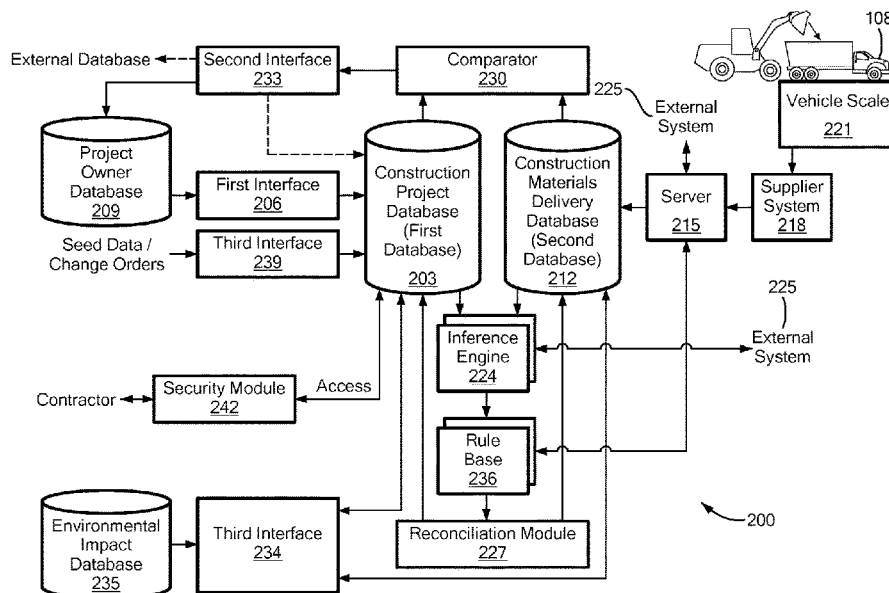 108
External Database
Second Interface
233
Comparator
230
Vehicle Scale
221
225
External
System
Project
Owner
Database
209
First Interface
206
Construction
Project
Database
(First
Database)
203
Construction
Materials
Delivery
Database
(Second
Database)
212
Server
215
Supplier
System
218
Seed Data /
Change Orders
Third Interface
239
225
External
System
Inference
Engine
224
Contractor
Security Module
242
Access
Rule
Base
236
Environmental
Impact
Database
235
Third Interface
234
Reconciliation Module
227
200